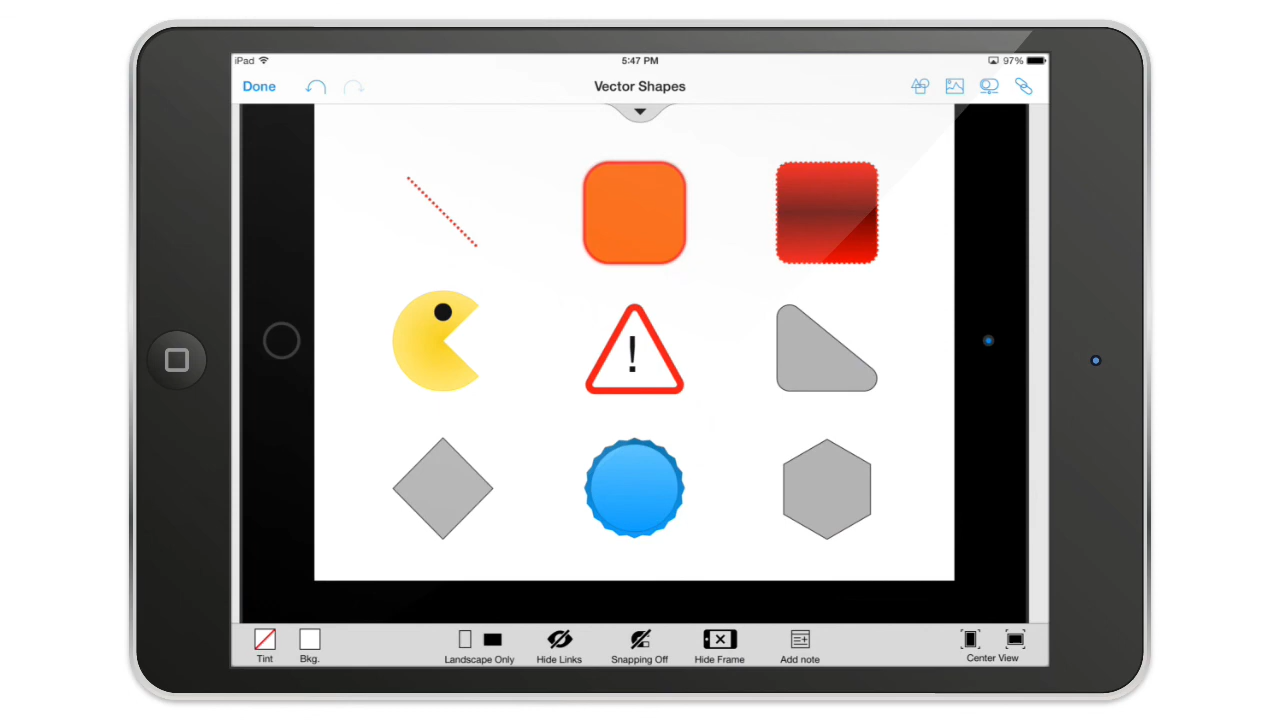 iPad 5:47 PM 97%
Done Vector Shapes
!
Tint Bkg. Landscape Only Hide Links Snapping Off Hide Frame Add note Center View